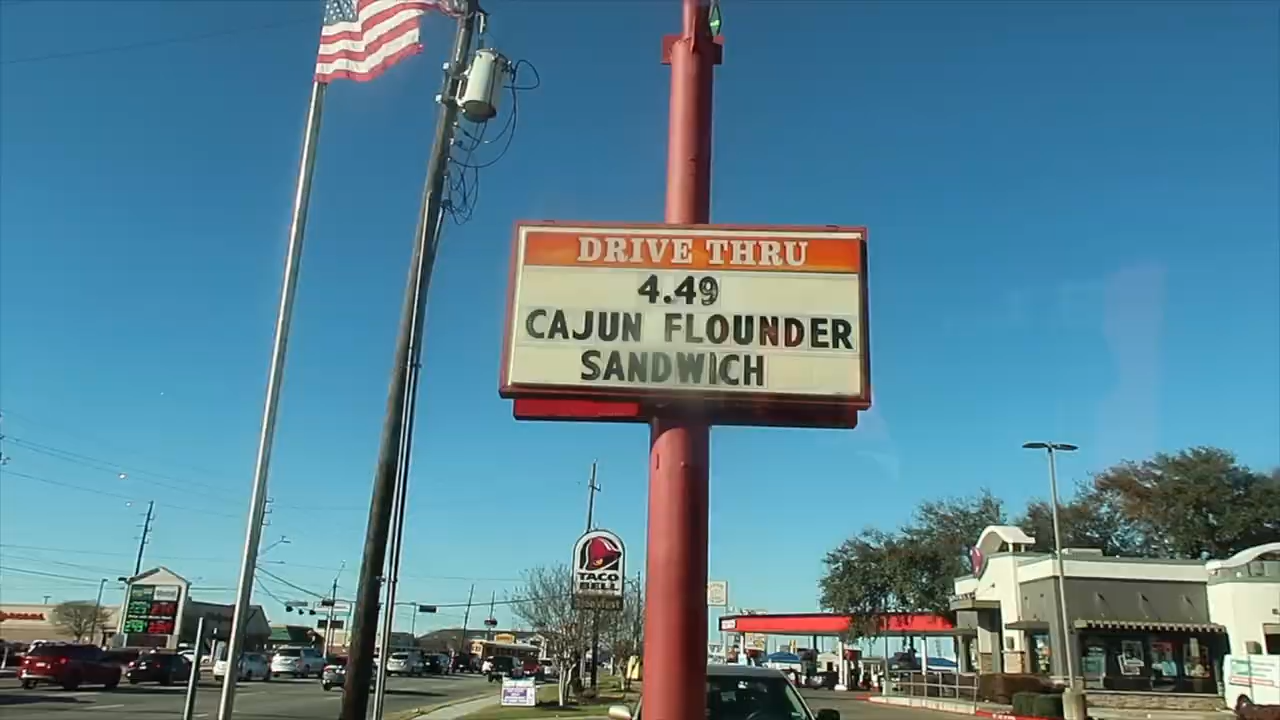 DRIVE THRU
4.49
CAJUN FLOUNDER
SANDWICH
TACO
BELL